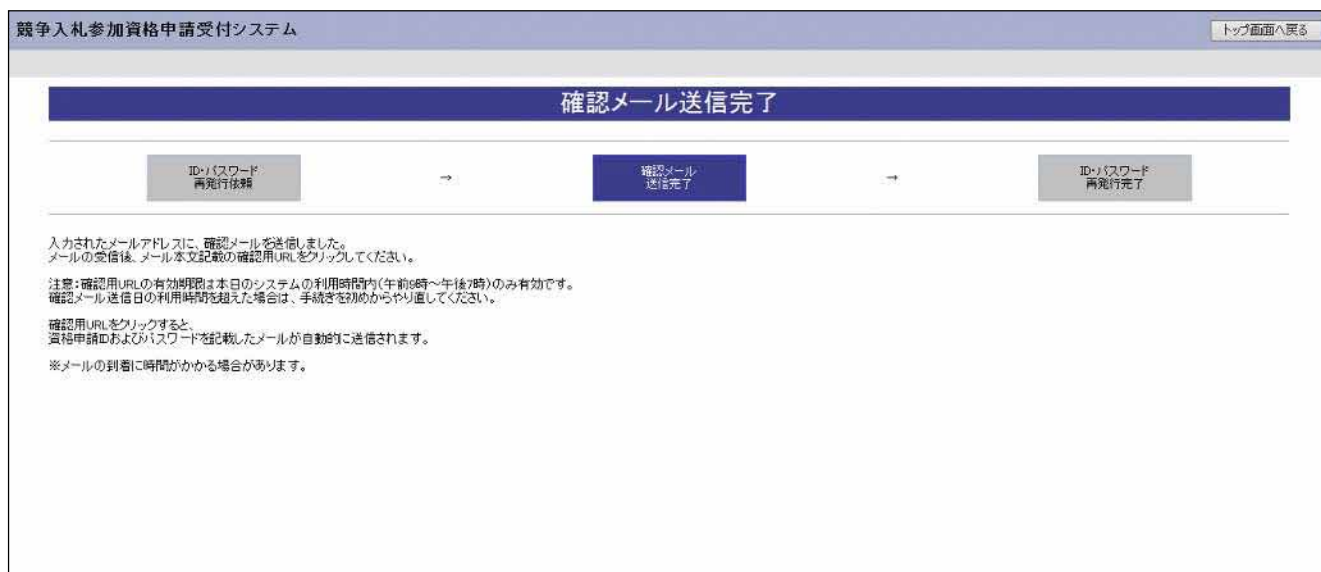 競争入札参加資格申請受付システム
トップ画面へ戻る
確認メール送信完了
ID・パスワード
再発行依頼
→
確認メール
送信完了
→
ID・パスワード
再発行完了
入力されたメールアドレスに、確認メールを送信しました。
メールの受信後、メール本文記載の確認用URLをクリックしてください。
注意：確認用URLの有効期限は本日のシステムの利用時間内（午前9時～午後7時）のみ有効です。
確認メール送信日の利用時間を超えた場合は、手続きを初めからやり直してください。
確認用URLをクリックすると、
資格申請IDおよびパスワードを記載したメールが自動的に送信されます。
※メールの到着に時間がかかる場合があります。